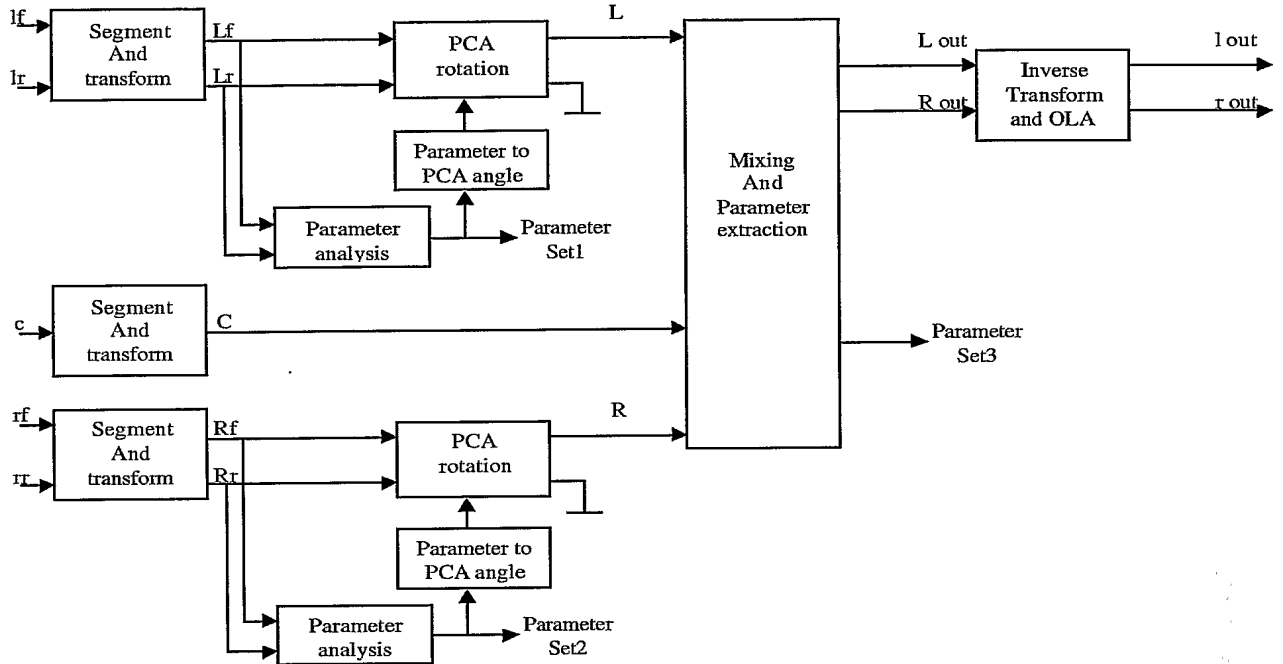 lf
lr
Segment
And
transform
Lf
Lr
PCA
rotation
L
Parameter to
PCA angle
Parameter
analysis
Parameter
Set1
c
Segment
And
transform
C
Mixing
And
Parameter
extraction
L out
R out
Inverse
Transform
and OLA
l out
r out
Parameter
Set3
rf
rr
Segment
And
transform
Rf
Rr
PCA
rotation
R
Parameter to
PCA angle
Parameter
analysis
Parameter
Set2